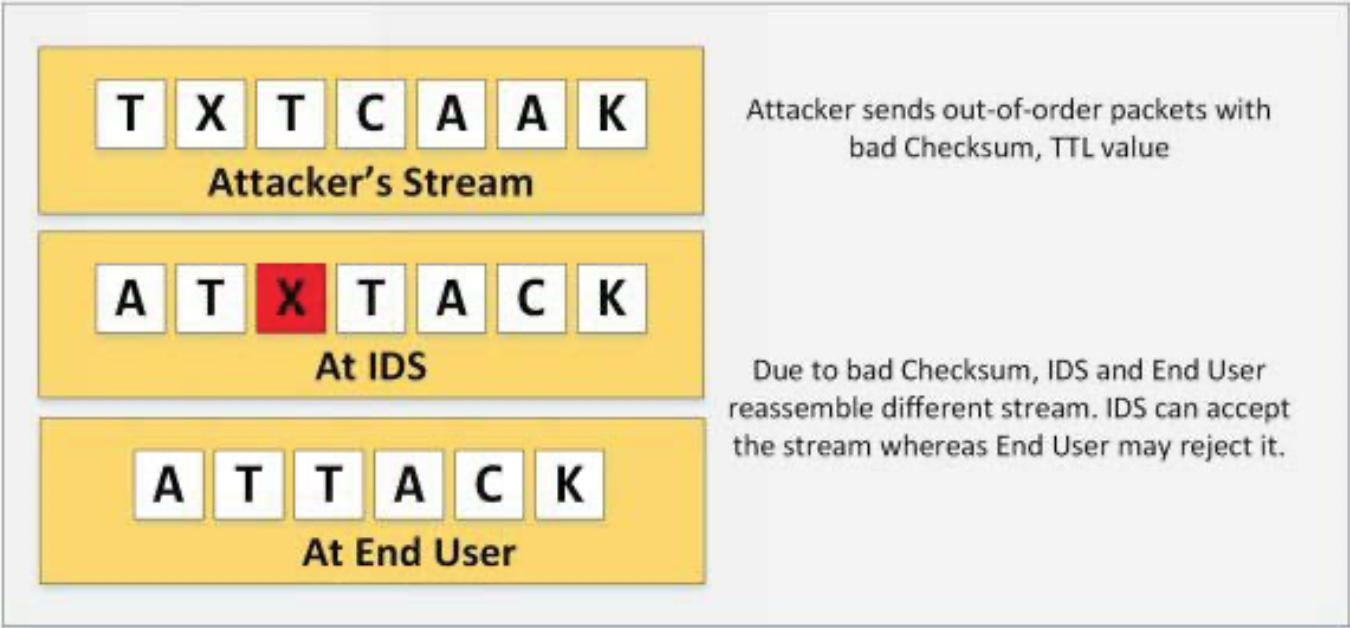 T X T C A A K
Attacker's Stream
Attacker sends out-of-order packets with
bad Checksum, TTL value
A T X T A C K
At IDS
Due to bad Checksum, IDS and End User
reassemble different stream. IDS can accept
the stream whereas End User may reject it.
A T T A C K
At End User